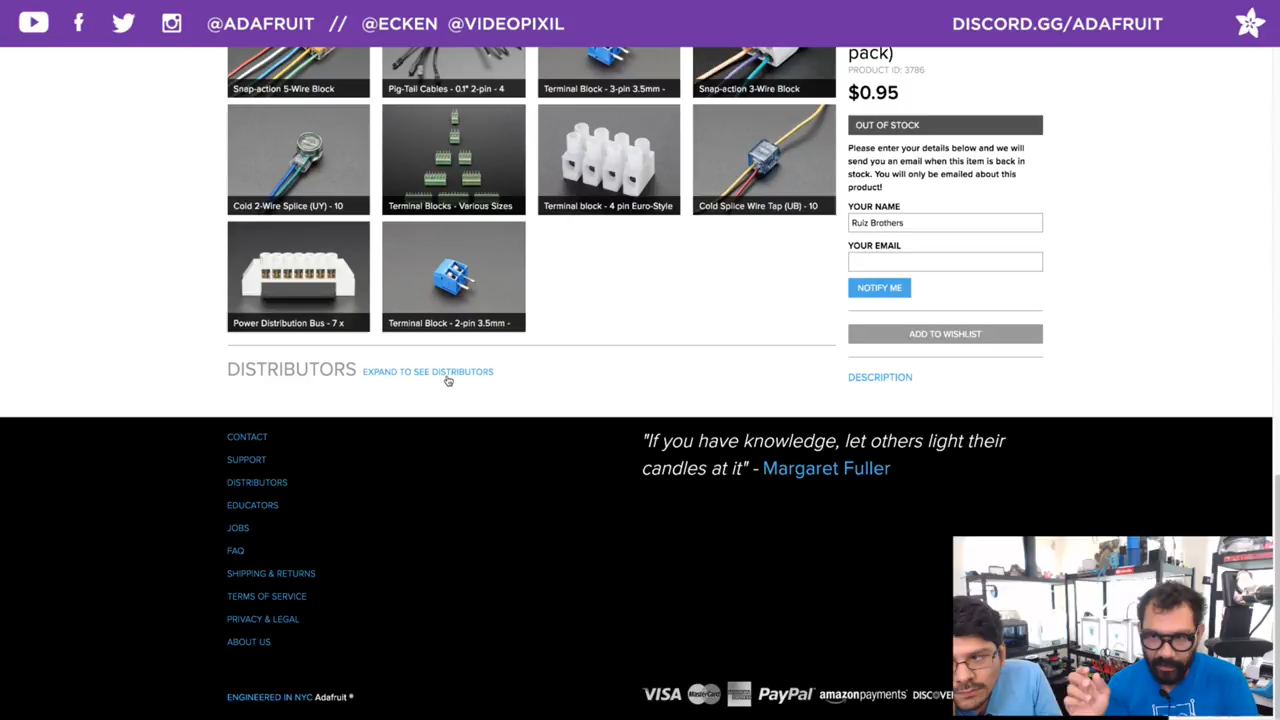 @ADAFRUIT // @ECKEN @VIDEOPIXIL
DISCORD.GG/ADAFRUIT
Snap-action 5-Wire Block
Pig-Tail Cables - 0.1" 2-pin - 4
Terminal Block - 3-pin 3.5mm -
Snap-action 3-Wire Block
Cold 2-Wire Splice (UY) - 10
Terminal Blocks - Various Sizes
Terminal block - 4 pin Euro-Style
Cold Splice Wire Tap (UB) - 10
Power Distribution Bus - 7 x
Terminal Block - 2-pin 3.5mm -
DISTRIBUTORS EXPAND TO SEE DISTRIBUTORS
pack)
PRODUCT ID: 3786
$0.95
OUT OF STOCK
Please enter your details below and we will
send you an email when this item is back in
stock. You will only be emailed about this
product!
YOUR NAME
Ruiz Brothers
YOUR EMAIL
NOTIFY ME
ADD TO WISHLIST
DESCRIPTION
CONTACT
SUPPORT
DISTRIBUTORS
EDUCATORS
JOBS
FAQ
SHIPPING & RETURNS
TERMS OF SERVICE
PRIVACY & LEGAL
ABOUT US
"If you have knowledge, let others light their
candles at it" - Margaret Fuller
ENGINEERED IN NYC Adafruit ®
VISA MasterCard PayPal amazonpayments DISCOVE